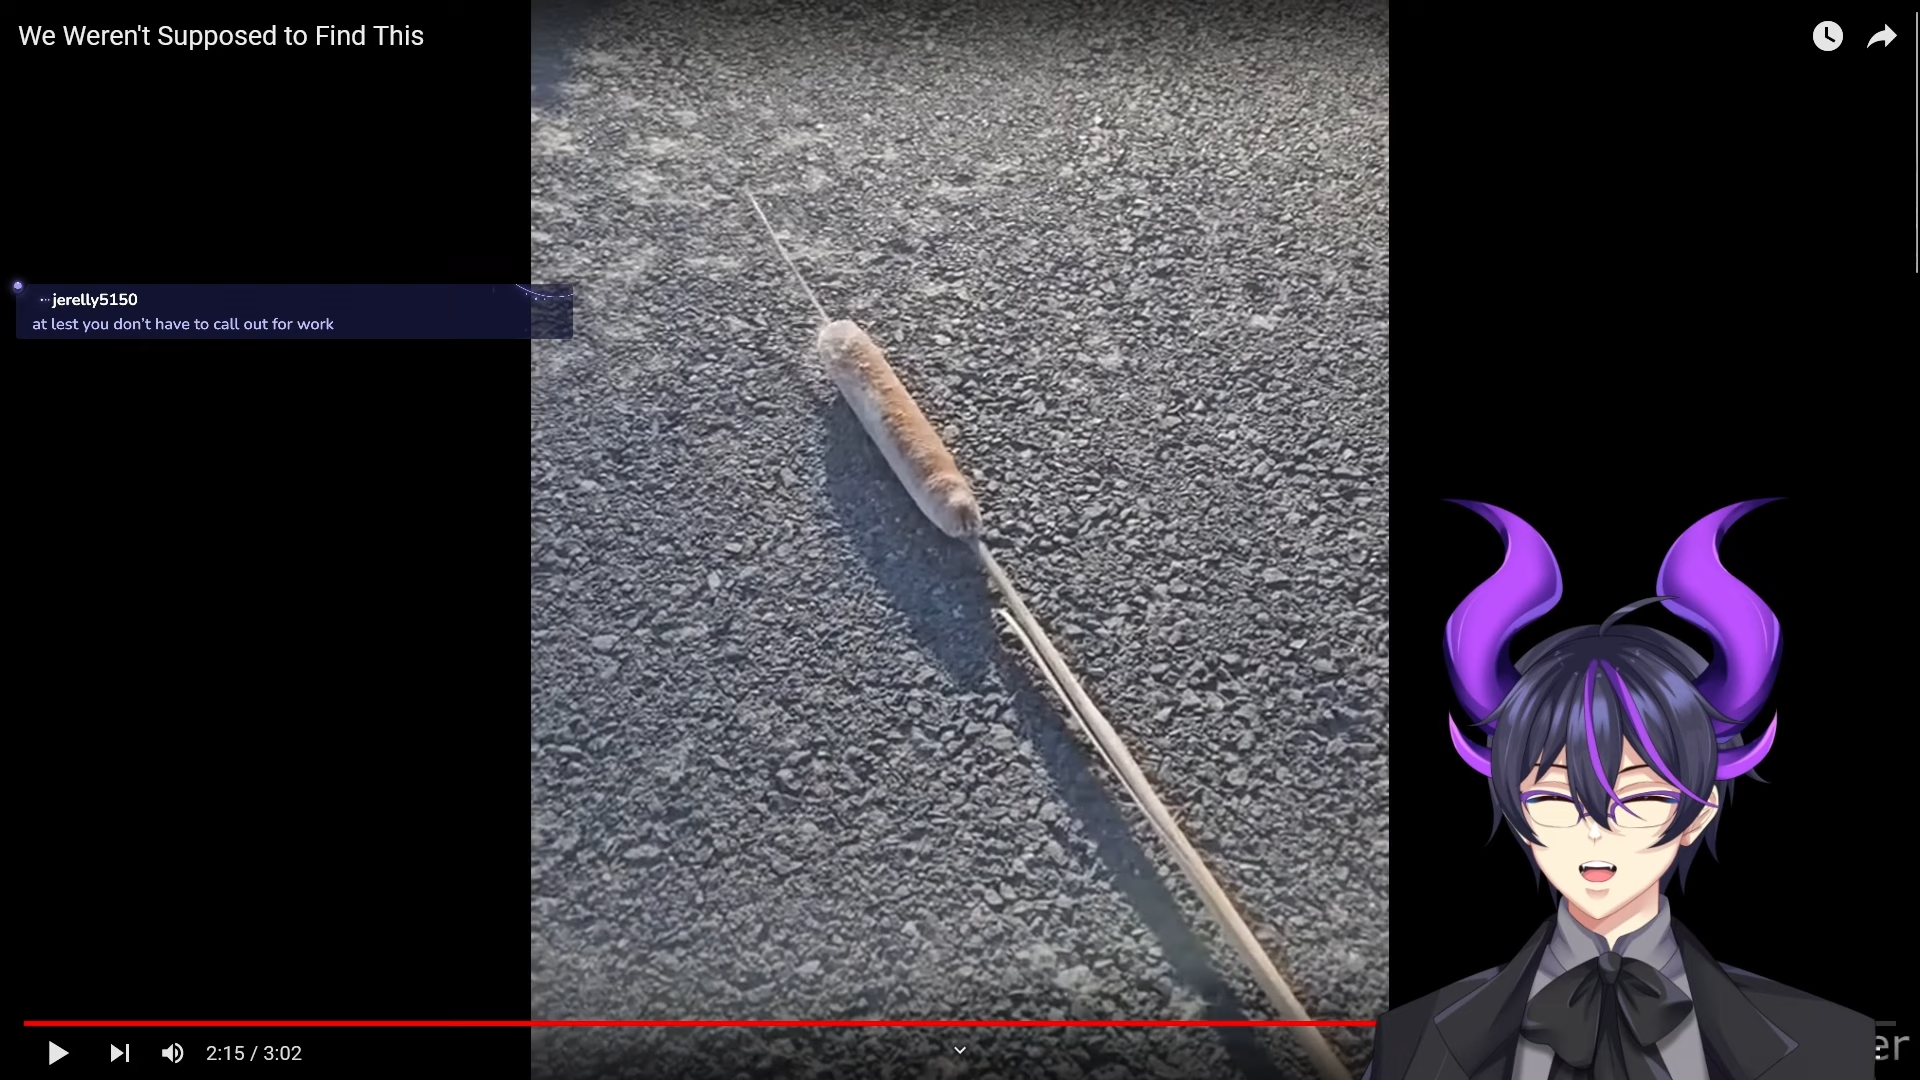 We Weren't Supposed to Find This
jerelly5150
at lest you don't have to call out for work
2:15 / 3:02